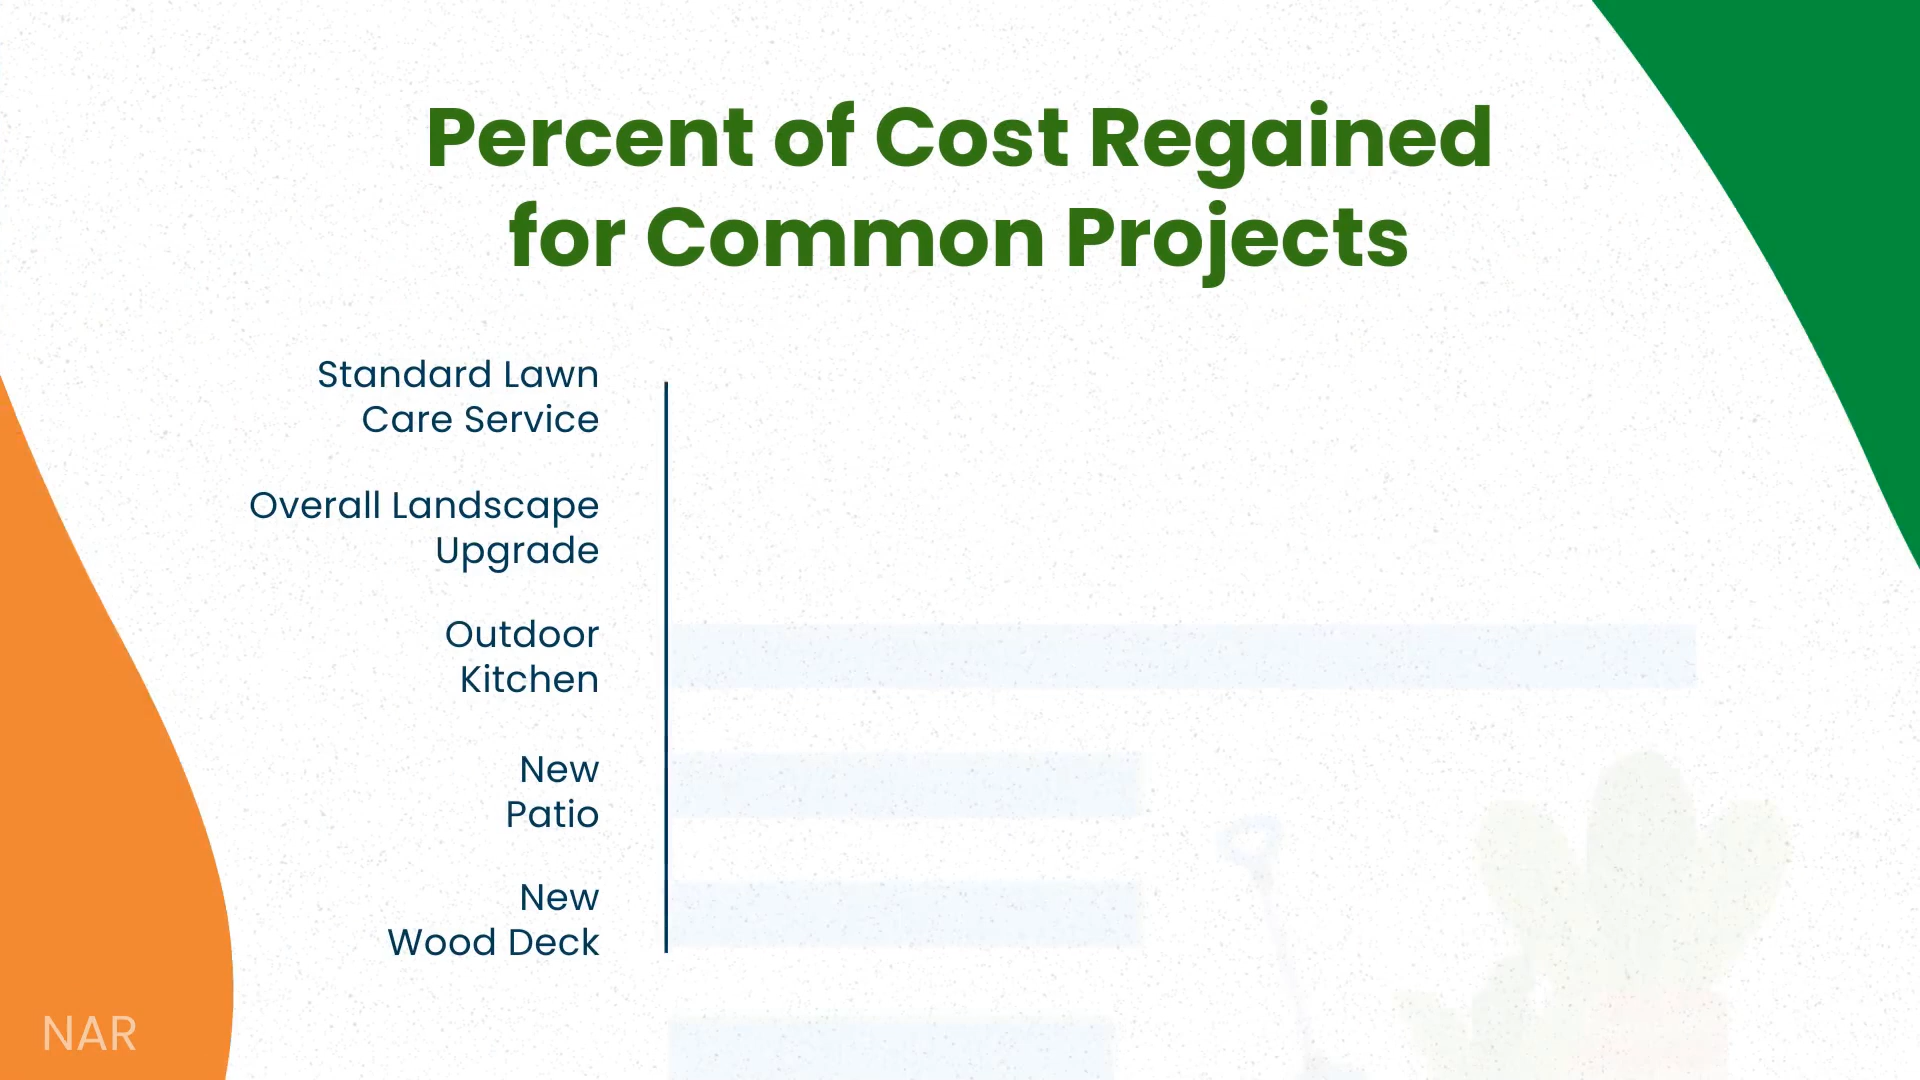 Percent of Cost Regained
for Common Projects
Standard Lawn
Care Service
Overall Landscape
Upgrade
Outdoor
Kitchen
New
Patio
New
Wood Deck
NAR